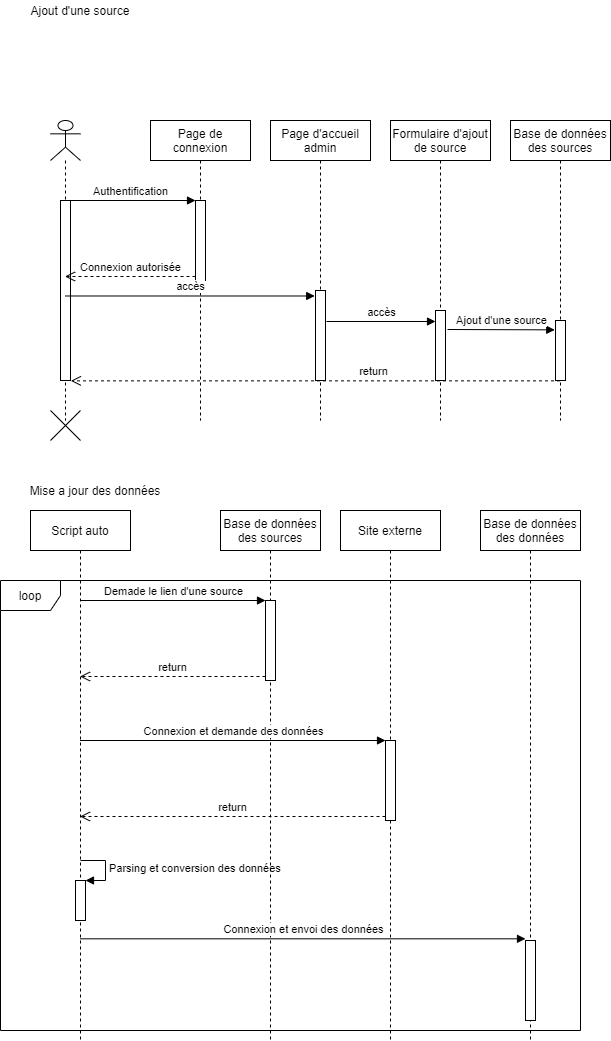 Ajout d'une source
Page de
connexion
Page d'accueil
admin
Formulaire d'ajout
de source
Base de données
des sources
Authentification
Connexion autorisée
accès
accès
Ajout d'une source
return
Mise a jour des données
Script auto
Base de données
des sources
Site externe
Base de données
des données
loop
Demade le lien d'une source
return
Connexion et demande des données
return
Parsing et conversion des données
Connexion et envoi des données